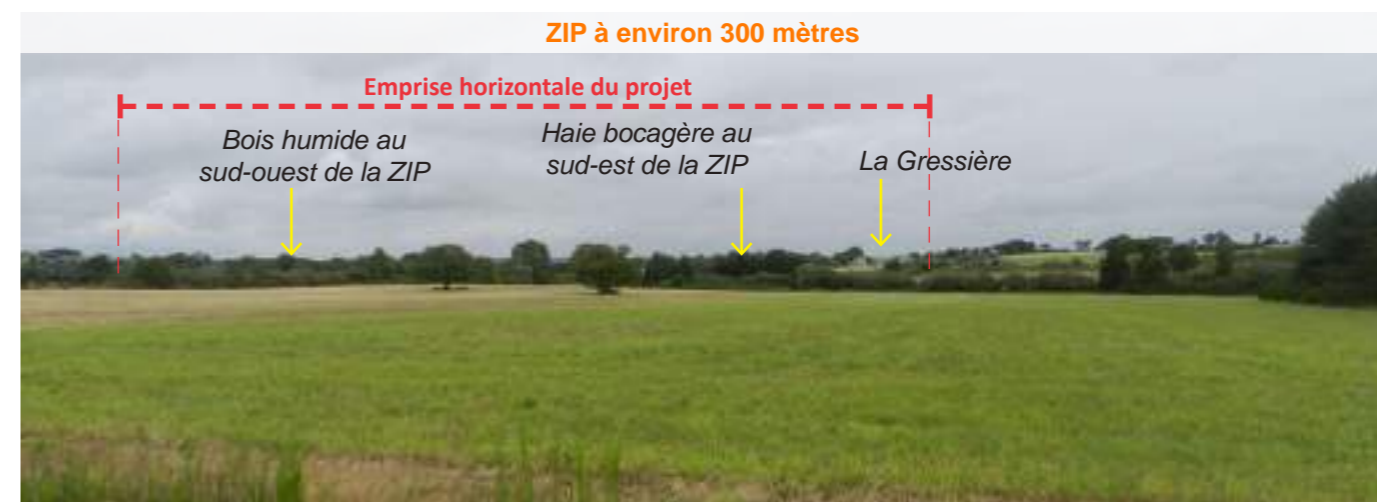 ZIP à environ 300 mètres
Emprise horizontale du projet
Bois humide au
sud-ouest de la ZIP
Haie bocagère au
sud-est de la ZIP
La Gressière